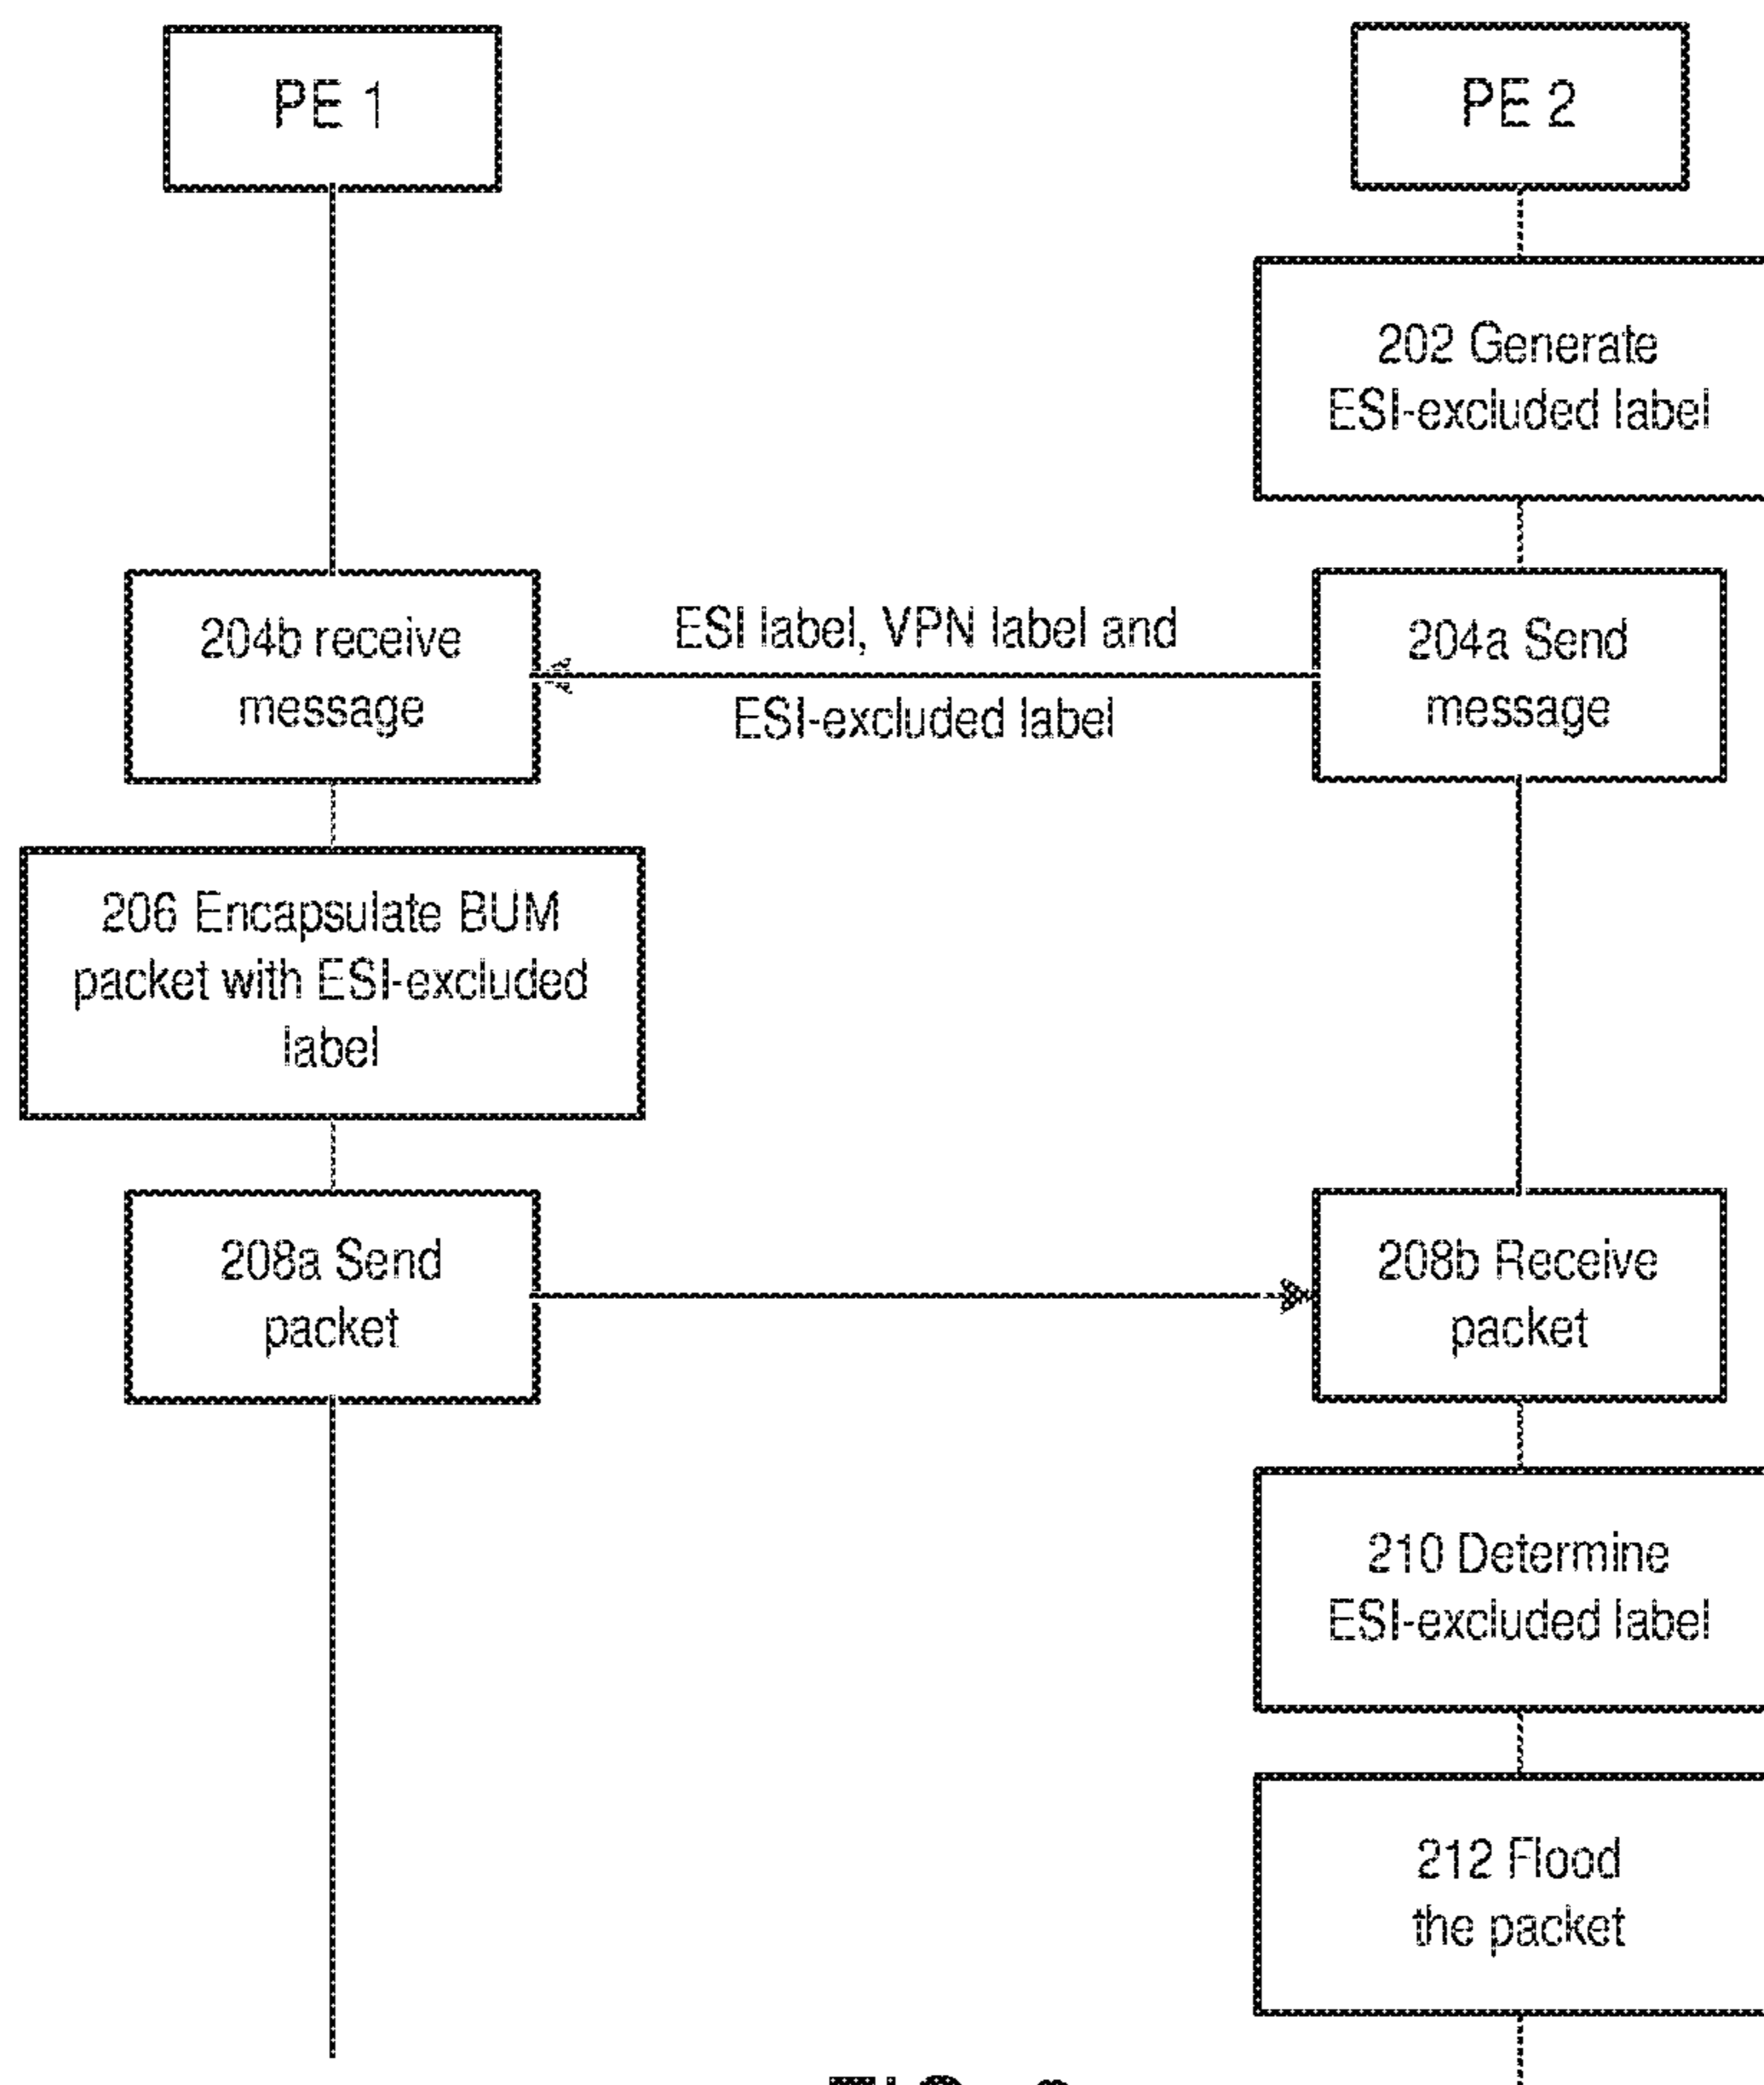 PE 1
PE 2
202 Generate
ESI-excluded label
204b receive
message
ESI label, VPN label and
ESI-excluded label
204a Send
message
206 Encapsulate BUM
packet with ESI-excluded
label
208a Send
packet
208b Receive
packet
210 Determine
ESI-excluded label
212 Flood
the packet